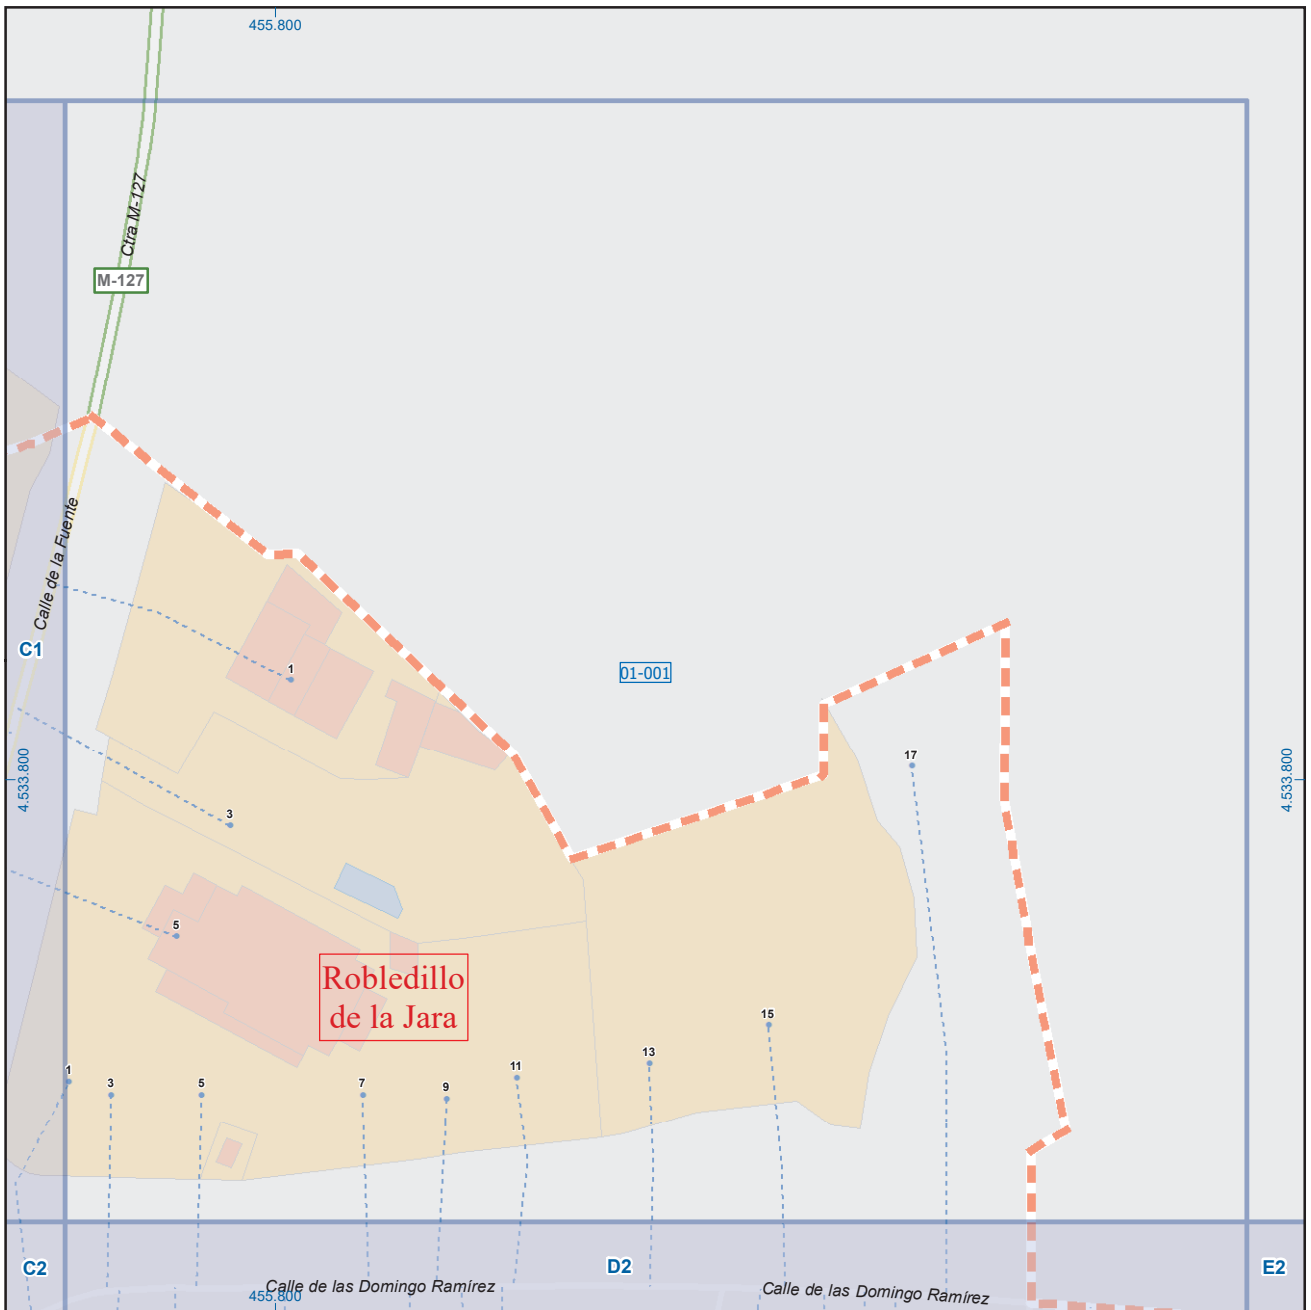 455.800
Ctra M-127
M-127
Calle de la Fuente
C1
1
01-001
17
4.533.800
4.533.800
3
5
Robledillo
de la Jara
15
13
11
1
3
5
7
9
C2
D2
E2
Calle de las Domingo Ramírez
Calle de las Domingo Ramírez
455.800